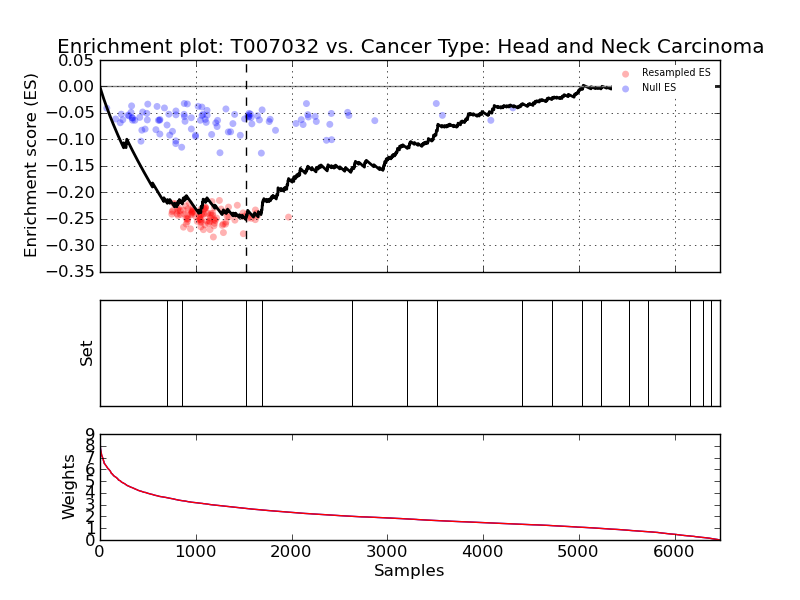 Enrichment plot: T007032 vs. Cancer Type: Head and Neck Carcinoma
Enrichment score (ES)
0.05
0.00
−0.05
−0.10
−0.15
−0.20
−0.25
−0.30
−0.35
Resampled ES
Null ES
Set
Weights
9
8
7
6
5
4
3
2
1
0
0 1000 2000 3000 4000 5000 6000
Samples